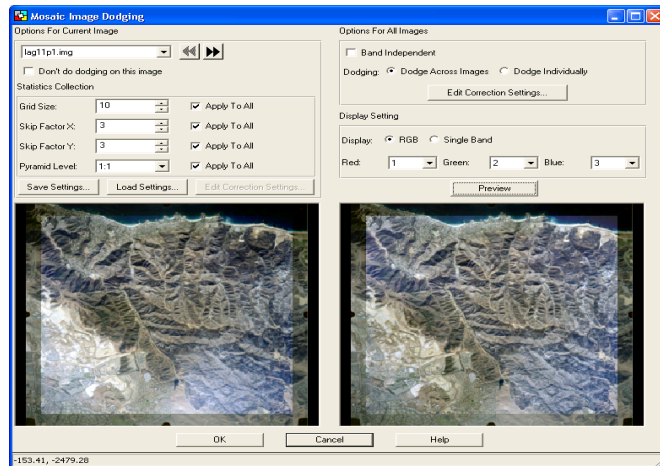 Mosaic Image Dodging
Options For Current Image
lag11p1.img
Don't do dodging on this image
Statistics Collection
Grid Size: 10 Apply To All
Skip Factor X: 3 Apply To All
Skip Factor Y: 3 Apply To All
Pyramid Level: 1:1 Apply To All
Save Settings... Load Settings... Edit Correction Settings...
Options For All Images
Band Independent
Dodging: Dodge Across Images Dodge Individually
Edit Correction Settings...
Display Setting
Display: RGB Single Band
Red: 1 Green: 2 Blue: 3
Preview
OK Cancel Help
-153.41, -2479.28